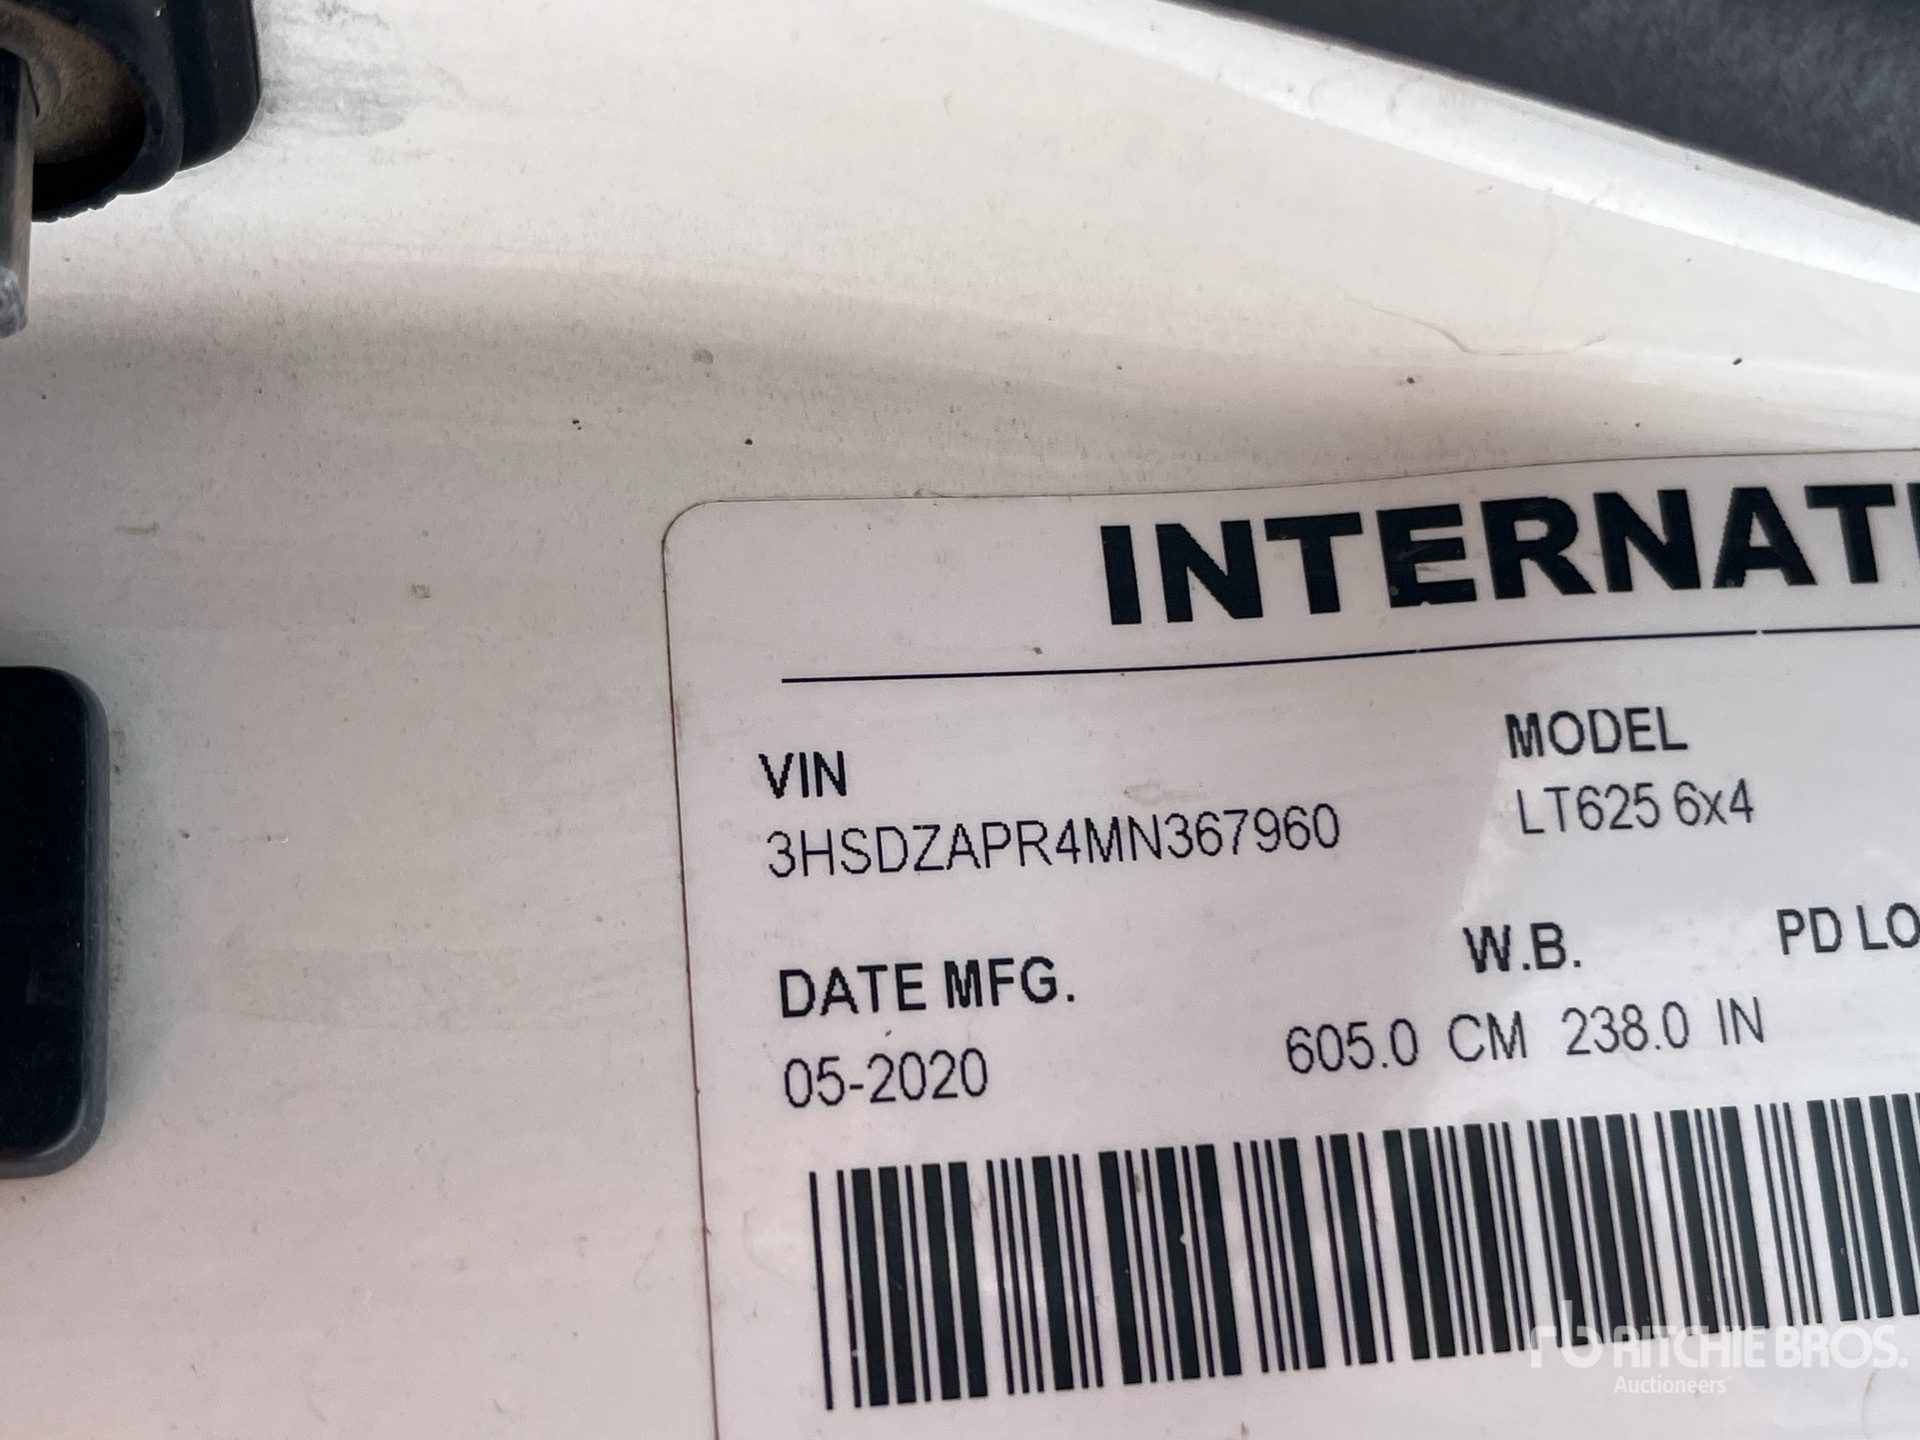 INTERNATI
VIN
3HSDZAPR4MN367960
MODEL
LT625 6x4
DATE MFG.
05-2020
W.B.
605.0 CM 238.0 IN
PD LO
RITCHIE BROS.
Auctioneers